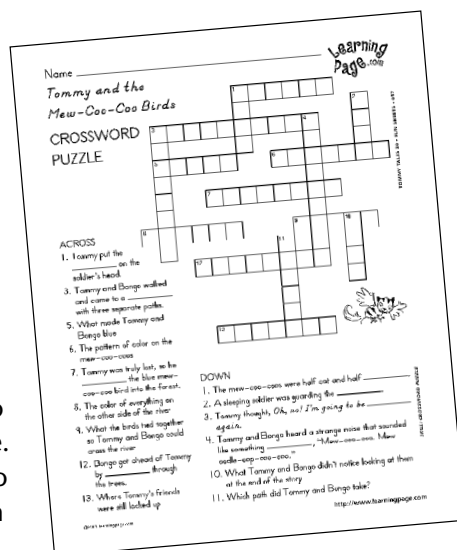 Learning
Page.com
Name
Tommy and the
Mew-Coo-Coo Birds
CROSSWORD
PUZZLE
ACROSS
1. Tommy put the
on the
soldier's head.
3. Tommy and Bongo walked
and came to a
with three separate paths.
5. What made Tommy and
Bongo blue
6. The pattern of color on the
mew-coo-coos
7. Tommy was truly lost, so he
the blue mew-
coo-coo bird into the forest.
8. The color of everything on
the other side of the river
9. What the birds tied together
so Tommy and Bongo could
cross the river
12. Bongo got ahead of Tommy
by through
the trees.
13. Where Tommy's friends
were still locked up
DOWN
1. The mew-coo-coos were half cat and half
2. A sleeping soldier was guarding the
3. Tommy thought, Oh, no! I'm going to be
again.
4. Tommy and Bongo heard a strange noise that sounded
like something , "Mew-coo-coo. Mew
coo-coo."
10. What Tommy and Bongo didn't notice looking at them
at the end of the story
11. Which path did Tommy and Bongo take?
http://www.learningpage.com